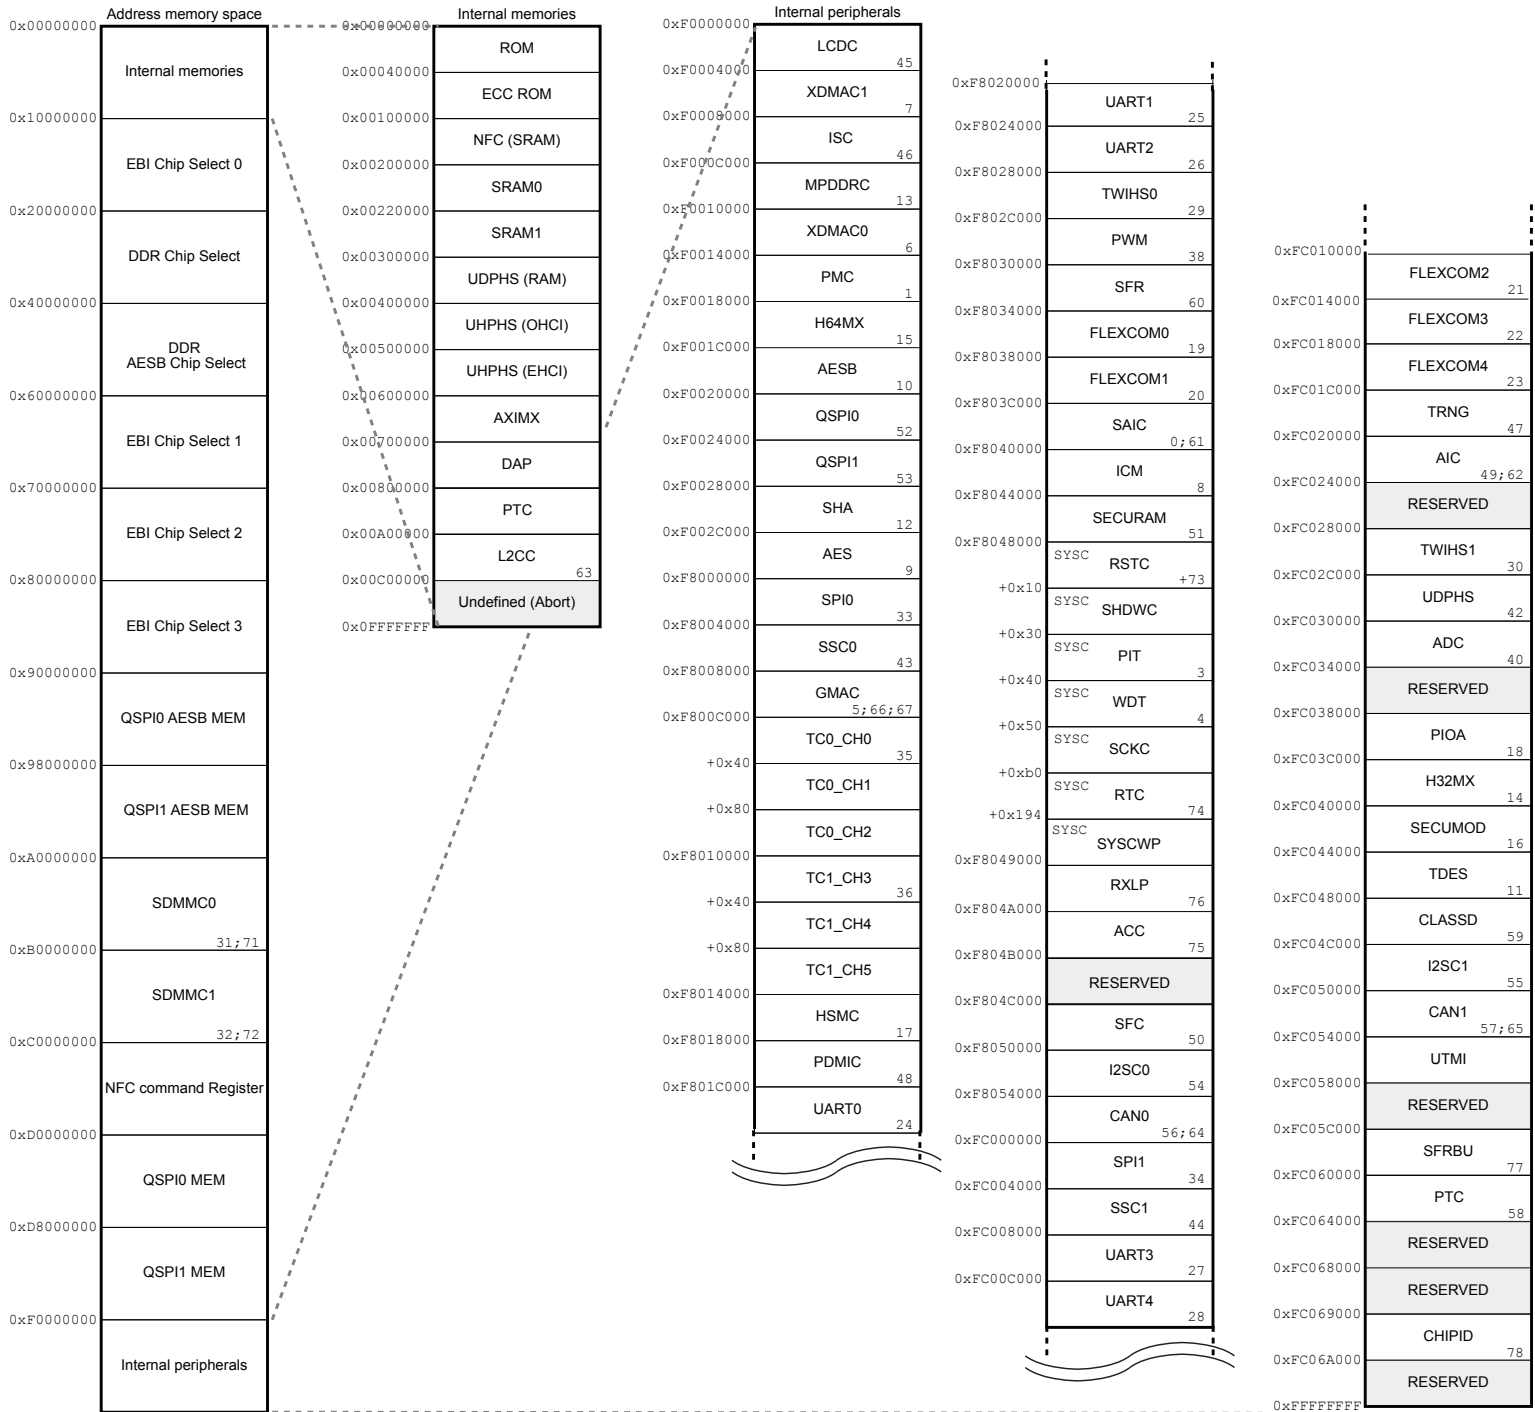 Address memory space
0x00000000
Internal memories
0x10000000
EBI Chip Select 0
0x20000000
DDR Chip Select
0x40000000
DDR
AESB Chip Select
0x60000000
EBI Chip Select 1
0x70000000
EBI Chip Select 2
0x80000000
EBI Chip Select 3
0x90000000
QSPI0 AESB MEM
0x98000000
QSPI1 AESB MEM
0xA0000000
SDMMC0
31;71
0xB0000000
SDMMC1
32;72
0xC0000000
NFC command Register
0xD0000000
QSPI0 MEM
0xD8000000
QSPI1 MEM
0xF0000000
Internal peripherals
Internal memories
0x00000000
ROM
0x00040000
ECC ROM
0x00100000
NFC (SRAM)
0x00200000
SRAM0
0x00220000
SRAM1
0x00300000
UDPHS (RAM)
0x00400000
UHPHS (OHCI)
0x00500000
UHPHS (EHCI)
0x00600000
AXIMX
0x00700000
DAP
0x00800000
PTC
0x00A00000
L2CC
63
0x00C00000
Undefined (Abort)
0x0FFFFFFF
Internal peripherals
0xF0000000
LCDC
45
0xF0004000
XDMAC1
7
0xF0008000
ISC
46
0xF000C000
MPDDRC
13
0xF0010000
XDMAC0
6
0xF0014000
PMC
1
0xF0018000
H64MX
15
0xF001C000
AESB
10
0xF0020000
QSPI0
52
0xF0024000
QSPI1
53
0xF0028000
SHA
12
0xF002C000
AES
9
0xF8000000
SPI0
33
0xF8004000
SSC0
43
0xF8008000
GMAC
5;66;67
0xF800C000
TC0_CH0
35
+0x40
TC0_CH1
+0x80
TC0_CH2
0xF8010000
TC1_CH3
36
+0x40
TC1_CH4
+0x80
TC1_CH5
0xF8014000
HSMC
17
0xF8018000
PDMIC
48
0xF801C000
UART0
24
0xF8020000
UART1
25
0xF8024000
UART2
26
0xF8028000
TWIHS0
29
0xF802C000
PWM
38
0xF8030000
SFR
60
0xF8034000
FLEXCOM0
19
0xF8038000
FLEXCOM1
20
0xF803C000
SAIC
0;61
0xF8040000
ICM
8
0xF8044000
SECURAM
51
0xF8048000
SYSC
RSTC
+73
+0x10
SYSC
SHDWC
+0x30
SYSC
PIT
3
+0x40
SYSC
WDT
4
+0x50
SYSC
SCKC
+0xb0
SYSC
RTC
74
+0x194
SYSC
SYSCWP
0xF8049000
RXLP
76
0xF804A000
ACC
75
0xF804B000
RESERVED
0xF804C000
SFC
50
0xF8050000
I2SC0
54
0xF8054000
CAN0
56;64
0xFC000000
SPI1
34
0xFC004000
SSC1
44
0xFC008000
UART3
27
0xFC00C000
UART4
28
0xFC010000
FLEXCOM2
21
0xFC014000
FLEXCOM3
22
0xFC018000
FLEXCOM4
23
0xFC01C000
TRNG
47
0xFC020000
AIC
49;62
0xFC024000
RESERVED
0xFC028000
TWIHS1
30
0xFC02C000
UDPHS
42
0xFC030000
ADC
40
0xFC034000
RESERVED
0xFC038000
PIOA
18
0xFC03C000
H32MX
14
0xFC040000
SECUMOD
16
0xFC044000
TDES
11
0xFC048000
CLASSD
59
0xFC04C000
I2SC1
55
0xFC050000
CAN1
57;65
0xFC054000
UTMI
0xFC058000
RESERVED
0xFC05C000
SFRBU
77
0xFC060000
PTC
58
0xFC064000
RESERVED
0xFC068000
RESERVED
0xFC069000
CHIPID
78
0xFC06A000
RESERVED
0xFFFFFFFF